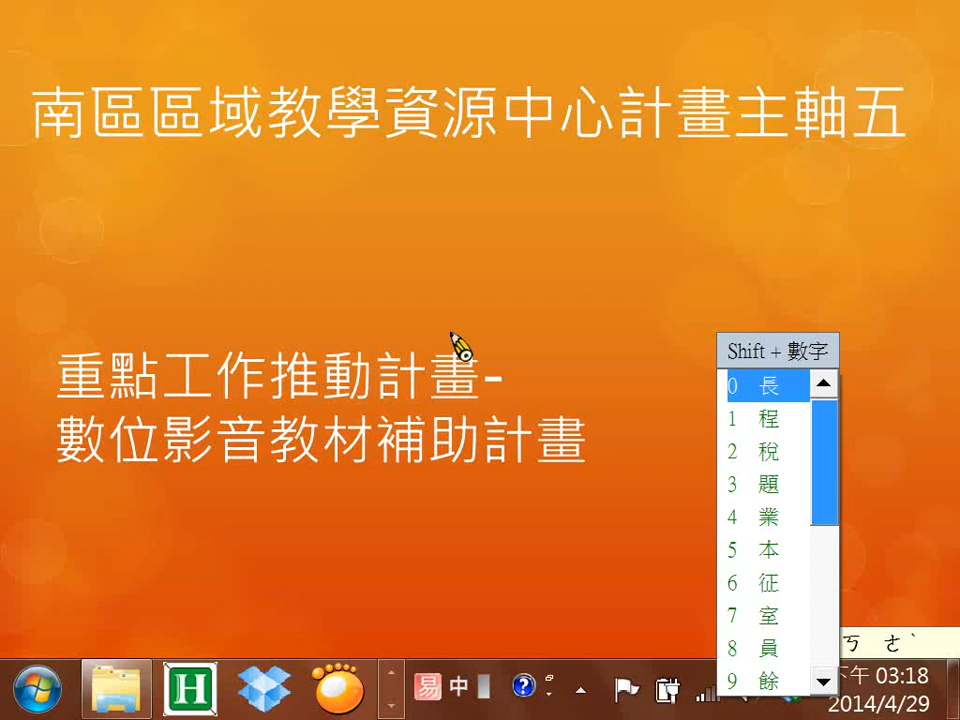 南區區域教學資源中心計畫主軸五
重點工作推動計畫-
數位影音教材補助計畫
Shift + 數字
0 長
1 程
2 稅
3 題
4 業
5 本
6 征
7 室
8 員
9 餘
ㄎ ㄜˋ
易 中
下午 03:18
2014/4/29